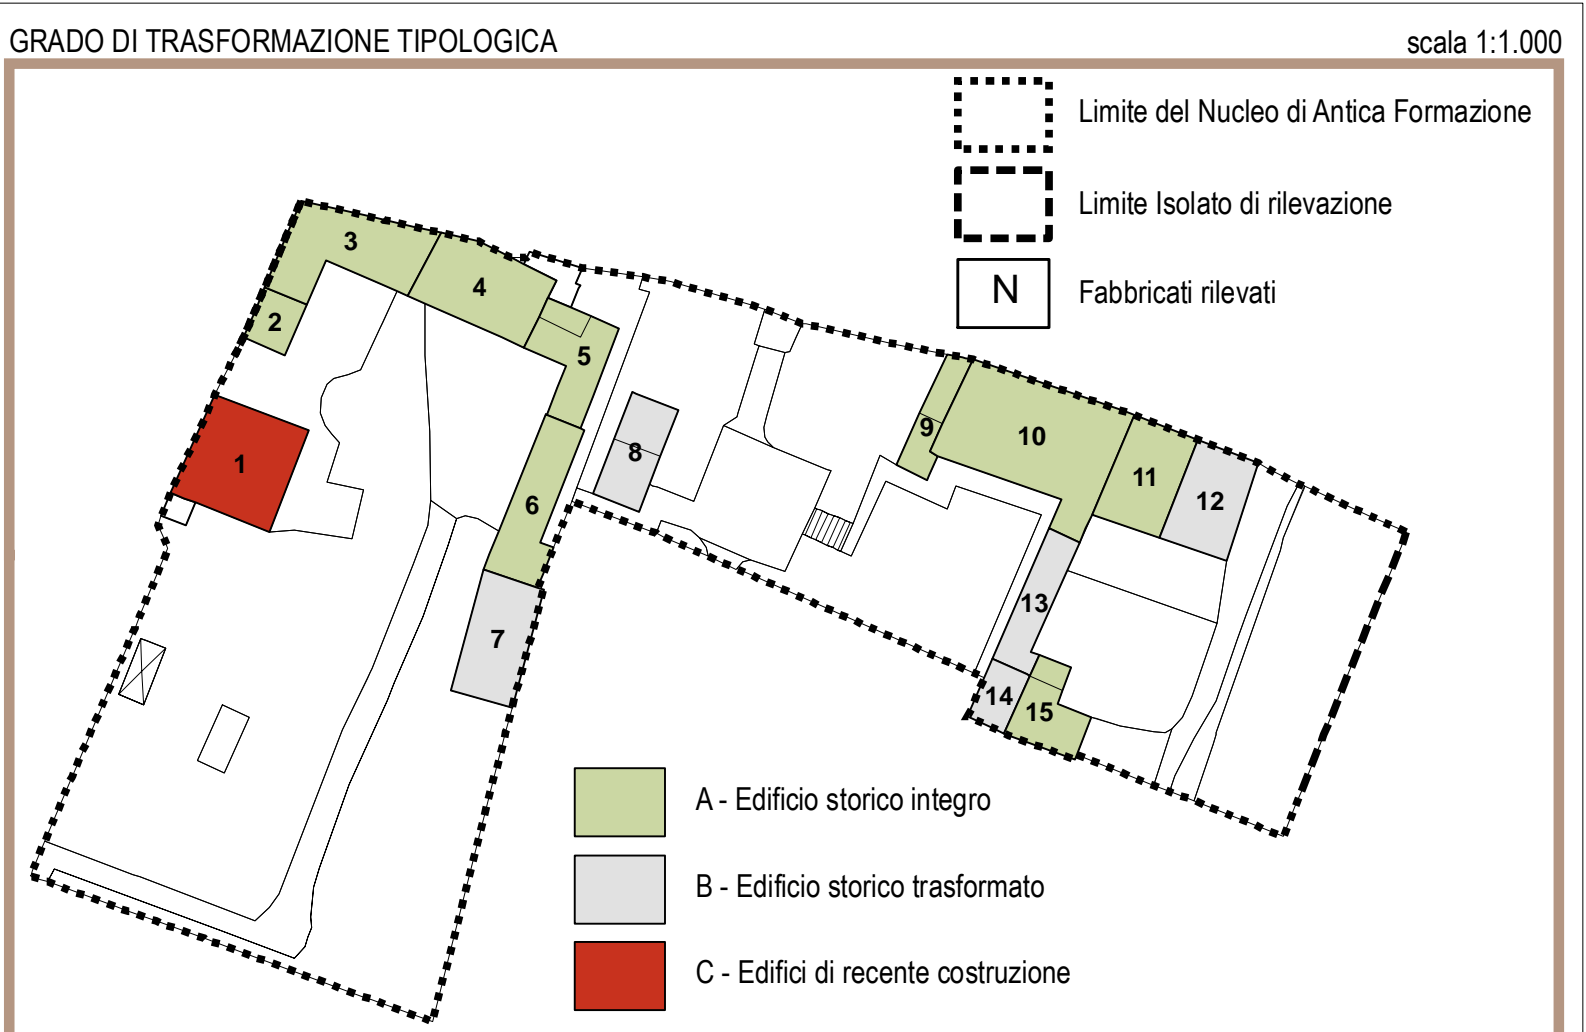 GRADO DI TRASFORMAZIONE TIPOLOGICA
scala 1:1.000
Limite del Nucleo di Antica Formazione
Limite Isolato di rilevazione
N
Fabbricati rilevati
3
4
2
5
1
6
8
7
9
10
11
12
13
14
15
A - Edificio storico integro
B - Edificio storico trasformato
C - Edifici di recente costruzione